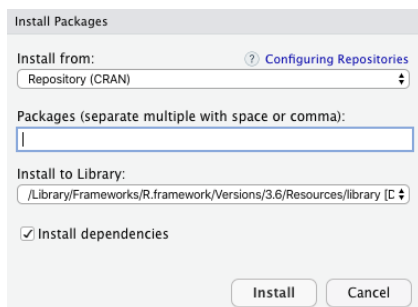 Install Packages
Install from:
? Configuring Repositories
Repository (CRAN)
Packages (separate multiple with space or comma):
Install to Library:
/Library/Frameworks/R.framework/Versions/3.6/Resources/library [D
Install dependencies
Install Cancel